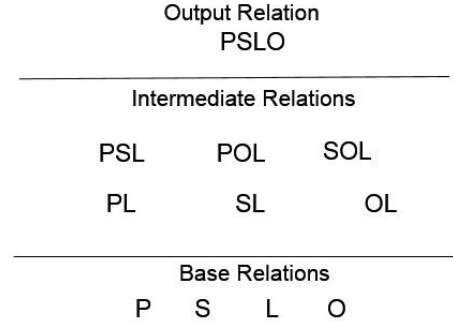 Output Relation
PSLO
Intermediate Relations
PSL POL SOL
PL SL OL
Base Relations
P S L O